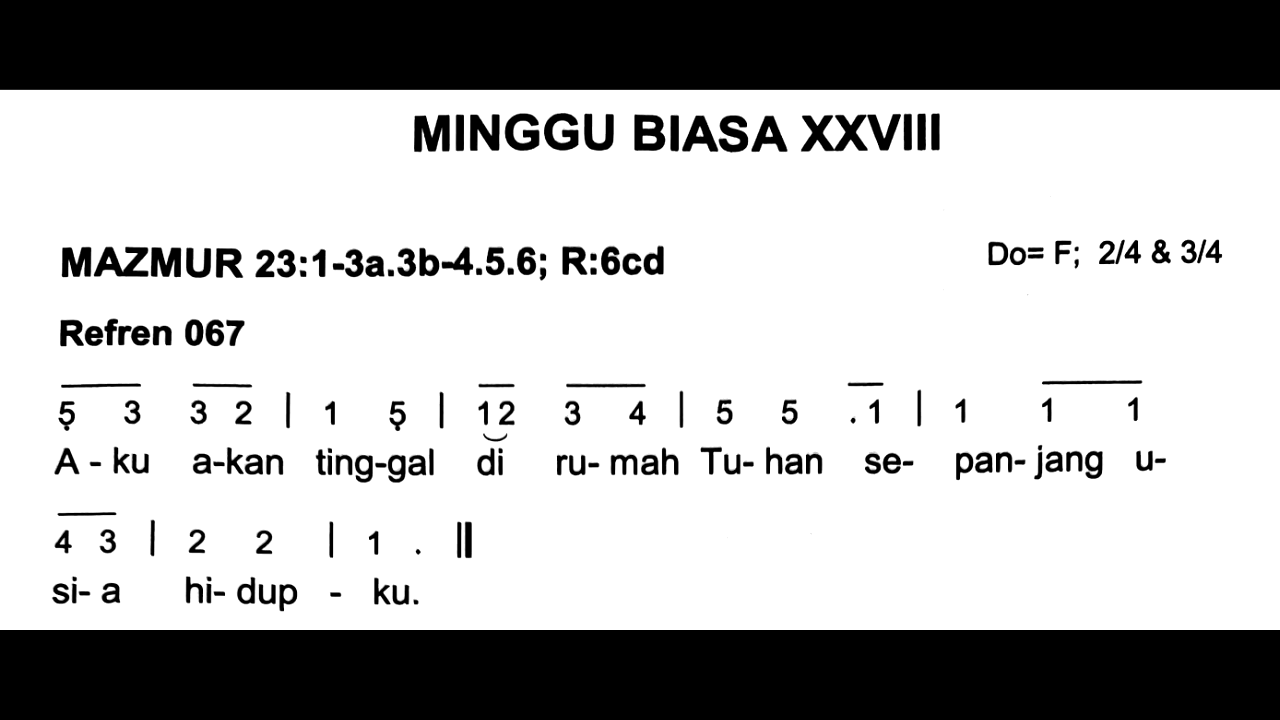 MINGGU BIASA XXVIII
MAZMUR 23:1-3a.3b-4.5.6; R:6cd
Do= F; 2/4 & 3/4
Refren 067
5̣ 3 3 2 | 1 5̣ | 12 3 4 | 5 5 .1 | 1 1 1
A - ku a-kan ting-gal di ru- mah Tu- han se- pan- jang u-
4 3 | 2 2 | 1 . ||
si- a hi- dup - ku.